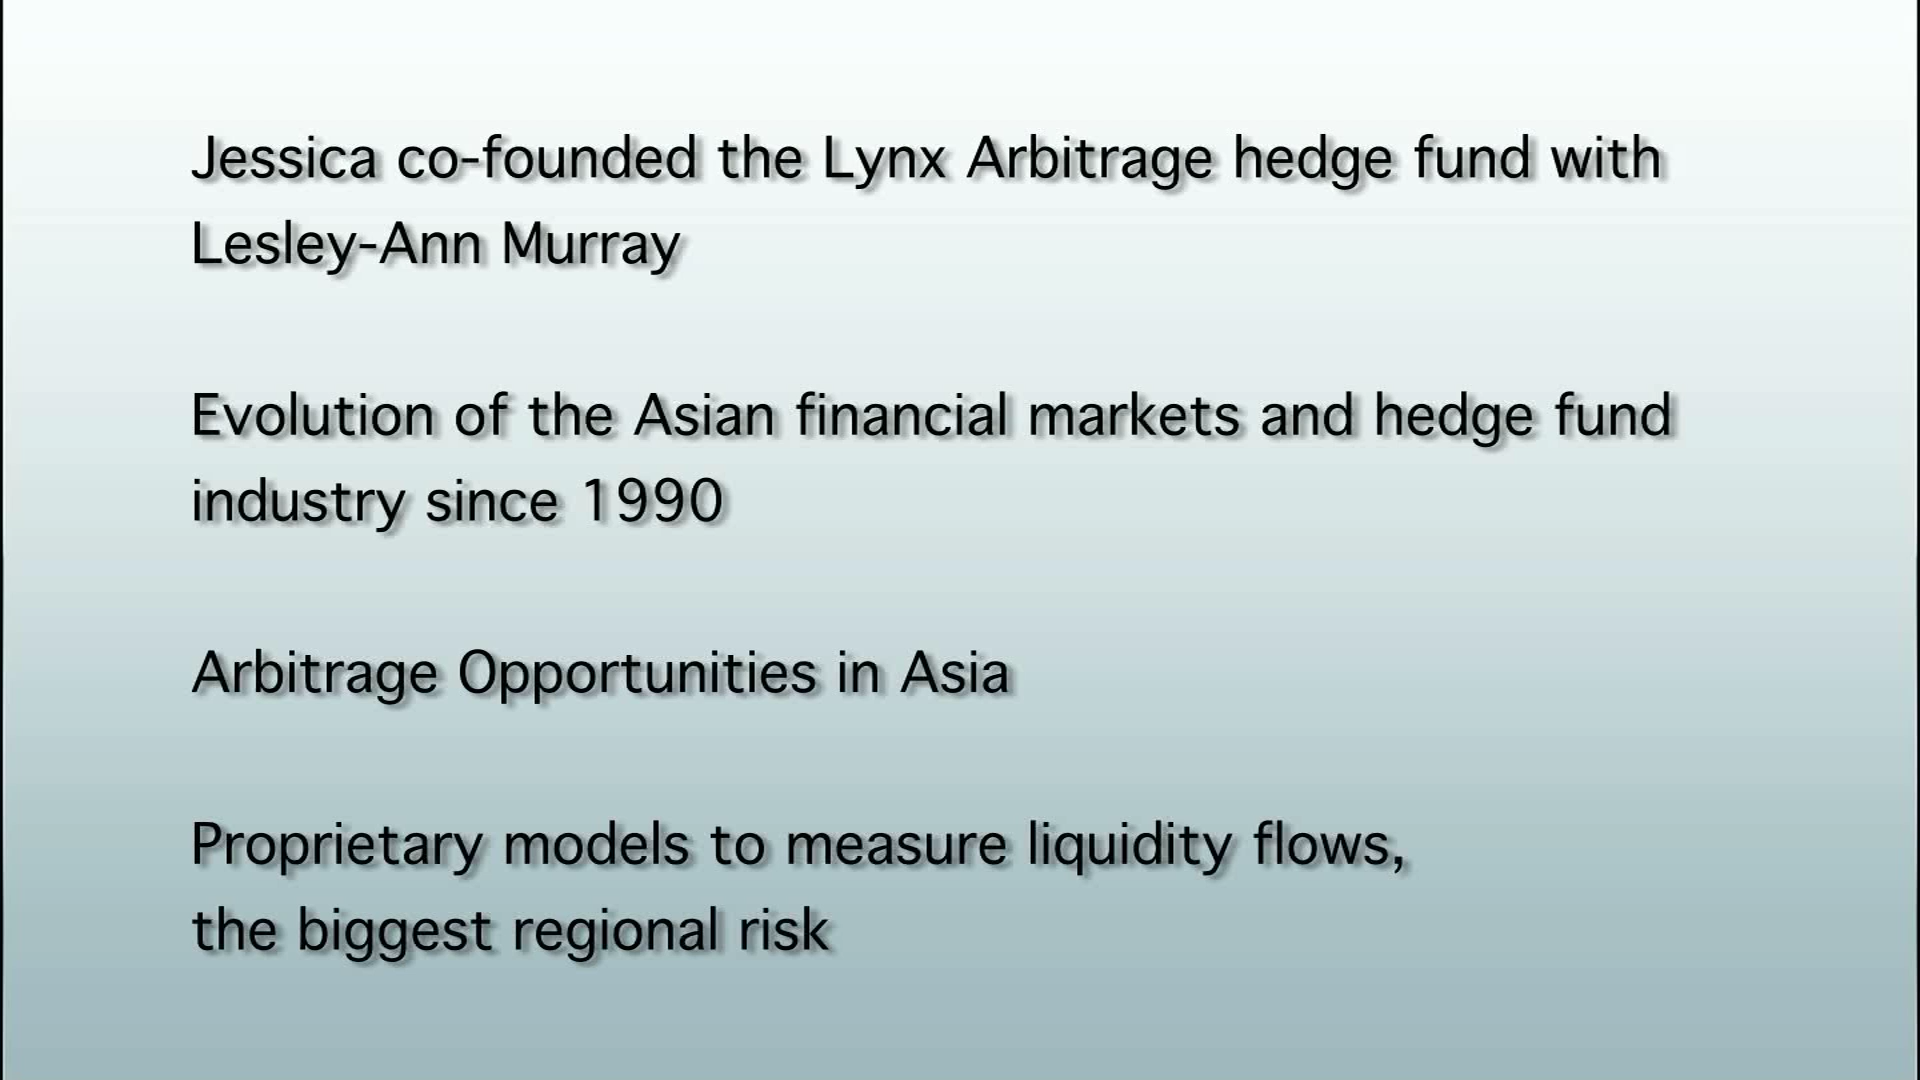 Jessica co-founded the Lynx Arbitrage hedge fund with
Lesley-Ann Murray
Evolution of the Asian financial markets and hedge fund
industry since 1990
Arbitrage Opportunities in Asia
Proprietary models to measure liquidity flows,
the biggest regional risk